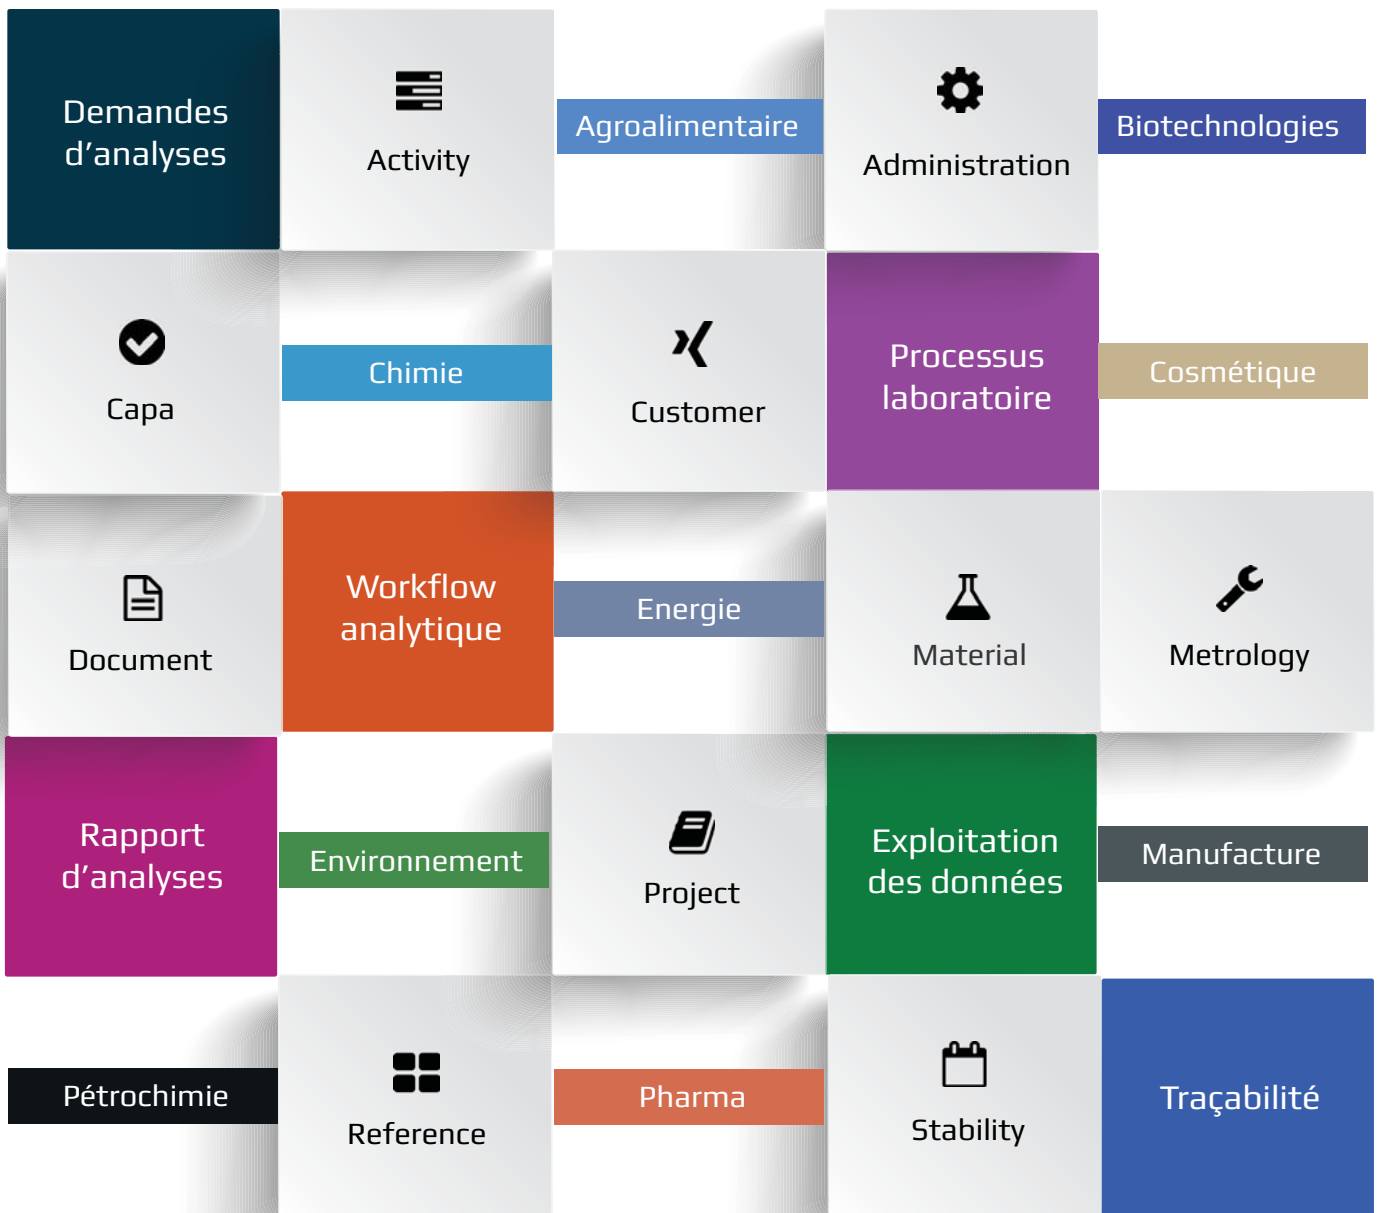 Demandes
d'analyses
Activity
Agroalimentaire
Administration
Biotechnologies
Capa
Chimie
Customer
Processus
laboratoire
Cosmétique
Document
Workflow
analytique
Energie
Material
Metrology
Rapport
d'analyses
Environnement
Project
Exploitation
des données
Manufacture
Pétrochimie
Reference
Pharma
Stability
Traçabilité